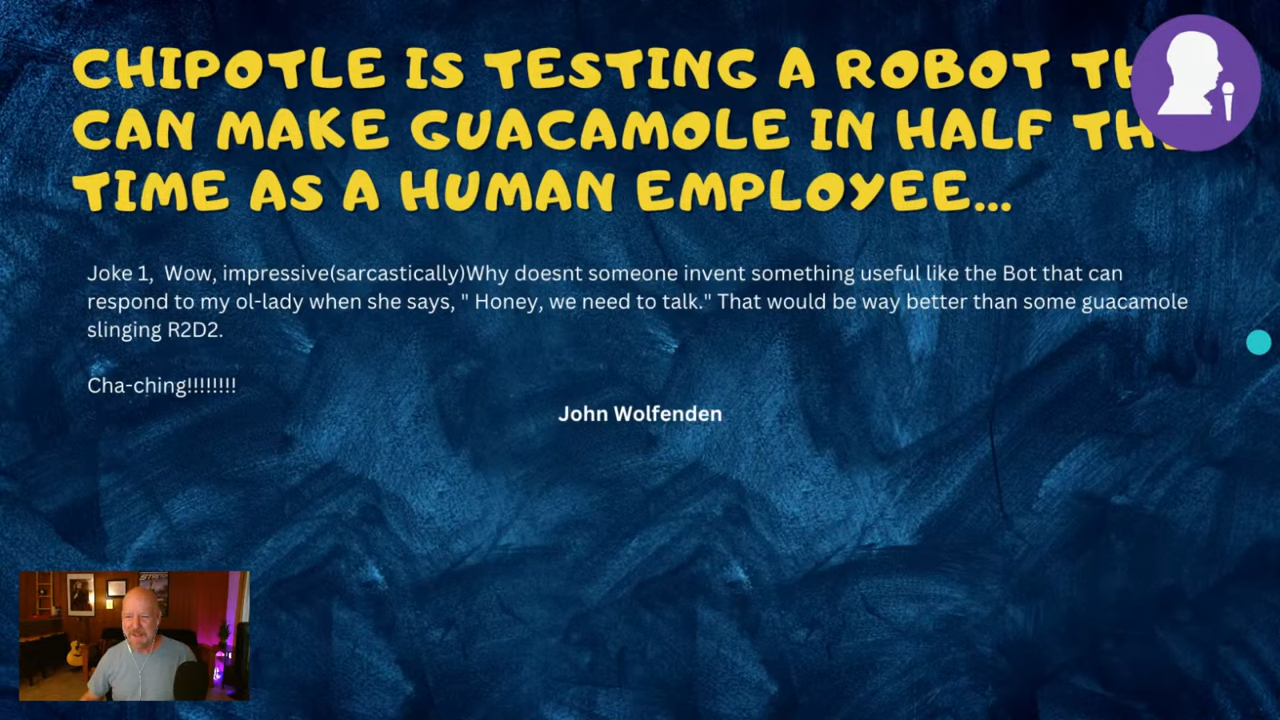 CHIPOTLE IS TESTING A ROBOT
CAN MAKE GUACAMOLE IN HALF
TIME AS A HUMAN EMPLOYEE...
Joke 1,  Wow, impressive(sarcastically)Why doesnt someone invent something useful like the Bot that can
respond to my ol-lady when she says, " Honey, we need to talk." That would be way better than some guacamole
slinging R2D2.
Cha-ching!!!!!!!!
John Wolfenden